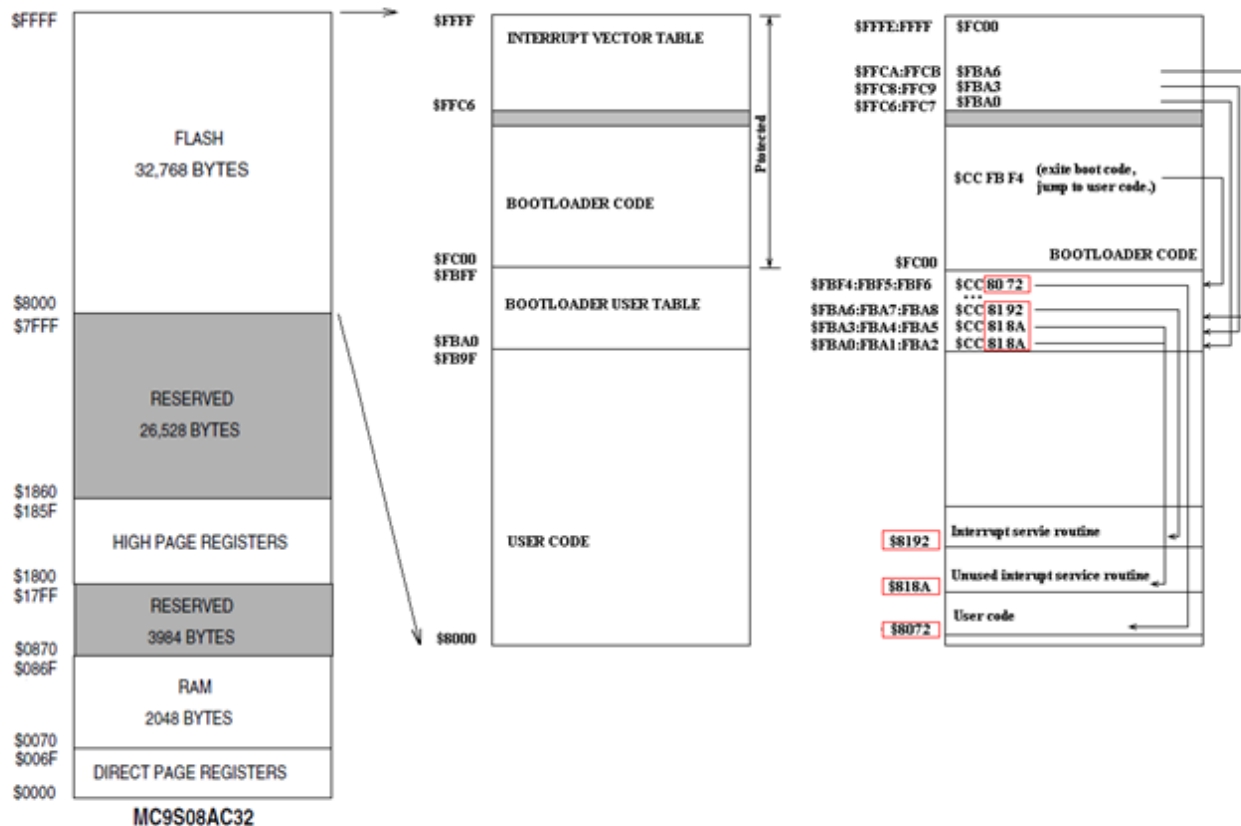 $FFFF
FLASH
32,768 BYTES
$8000
$7FFF
RESERVED
26,528 BYTES
$1860
$185F
HIGH PAGE REGISTERS
$1800
$17FF
RESERVED
3984 BYTES
$0870
$086F
RAM
2048 BYTES
$0070
$006F
DIRECT PAGE REGISTERS
$0000
MC9S08AC32
$FFFF
INTERRUPT VECTOR TABLE
$FFC6
Protected
BOOTLOADER CODE
$FC00
$FBFF
BOOTLOADER USER TABLE
$FBA0
$FB9F
USER CODE
$8000
$FFFE:FFFF $FC00
$FFCA:FFCB $FBA6
$FFC8:FFC9 $FBA3
$FFC6:FFC7 $FBA0
$CC FB F4 (exite boot code,
jump to user code.)
BOOTLOADER CODE
$FC00
$FBF4:FBF5:FBF6 $CC 80 72
...
$FBA6:FBA7:FBA8 $CC 81 92
$FBA3:FBA4:FBA5 $CC 81 8A
$FBA0:FBA1:FBA2 $CC 81 8A
Interrupt servie routine
$8192
Unused interupt service routine
$818A
User code
$8072